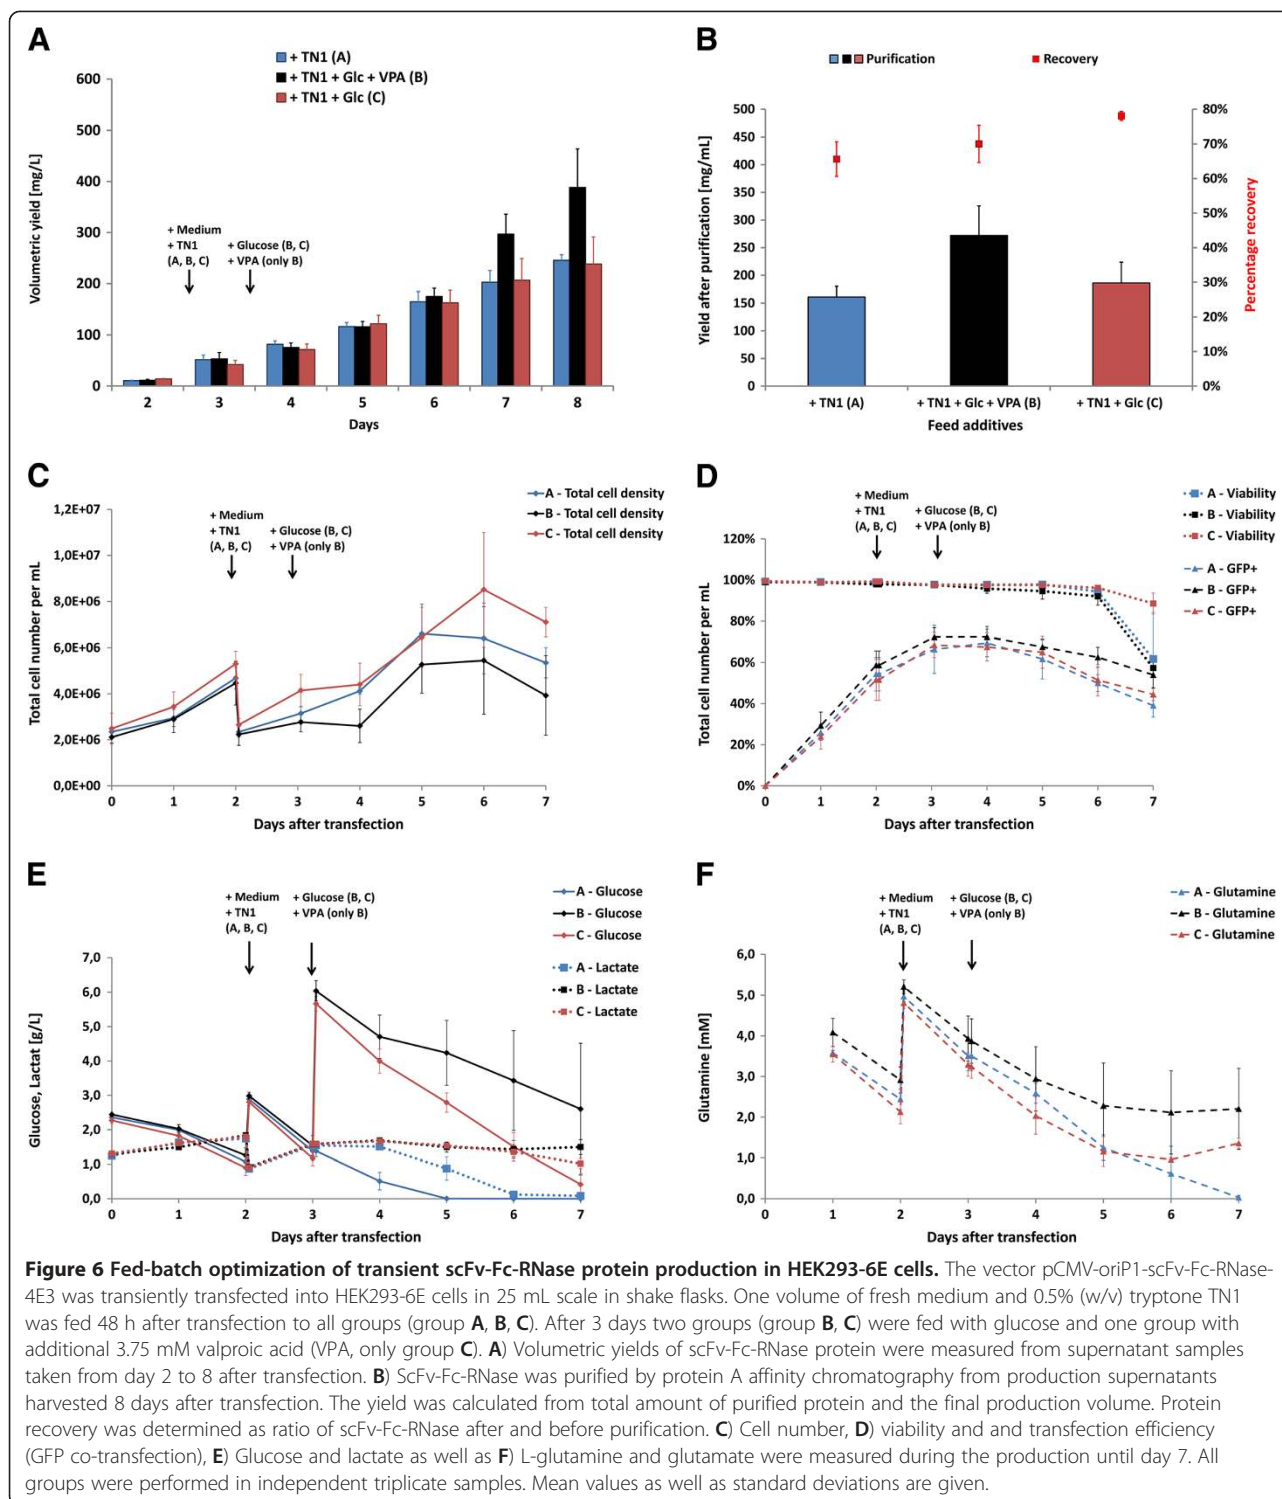 A
+ TN1 (A)
+ TN1 + Glc + VPA (B)
+ TN1 + Glc (C)
600
500
400
300
200
100
0
Volumetric yield [mg/L]
+ Medium
+ TN1
(A, B, C)
+ Glucose (B, C)
+ VPA (only B)
2 3 4 5 6 7 8
Days
B
Purification
Recovery
500
450
400
350
300
250
200
150
100
50
0
Yield after purification [mg/mL]
80%
70%
60%
50%
40%
30%
20%
10%
0%
Percentage recovery
+ TN1 (A) + TN1 + Glc + VPA (B) + TN1 + Glc (C)
Feed additives
C
A - Total cell density
B - Total cell density
C - Total cell density
+ Medium
+ TN1
(A, B, C)
+ Glucose (B, C)
+ VPA (only B)
1,2E+07
1,0E+07
8,0E+06
6,0E+06
4,0E+06
2,0E+06
0,0E+00
Total cell number per mL
0 1 2 3 4 5 6 7
Days after transfection
D
A - Viability
B - Viability
C - Viability
A - GFP+
B - GFP+
C - GFP+
+ Medium
+ TN1
(A, B, C)
+ Glucose (B, C)
+ VPA (only B)
120%
100%
80%
60%
40%
20%
0%
Total cell number per mL
0 1 2 3 4 5 6 7
Days after transfection
E
+ Medium
+ TN1
(A, B, C)
+ Glucose (B, C)
+ VPA (only B)
A - Glucose
B - Glucose
C - Glucose
A - Lactate
B - Lactate
C - Lactate
7,0
6,0
5,0
4,0
3,0
2,0
1,0
0,0
Glucose, Lactat [g/L]
0 1 2 3 4 5 6 7
Days after transfection
F
+ Medium
+ TN1
(A, B, C)
+ Glucose (B, C)
+ VPA (only B)
A - Glutamine
B - Glutamine
C - Glutamine
6,0
5,0
4,0
3,0
2,0
1,0
0,0
Glutamine [mM]
0 1 2 3 4 5 6 7
Days after transfection
Figure 6 Fed-batch optimization of transient scFv-Fc-RNase protein production in HEK293-6E cells. The vector pCMV-oriP1-scFv-Fc-RNase-
4E3 was transiently transfected into HEK293-6E cells in 25 mL scale in shake flasks. One volume of fresh medium and 0.5% (w/v) tryptone TN1
was fed 48 h after transfection to all groups (group A, B, C). After 3 days two groups (group B, C) were fed with glucose and one group with
additional 3.75 mM valproic acid (VPA, only group C). A) Volumetric yields of scFv-Fc-RNase protein were measured from supernatant samples
taken from day 2 to 8 after transfection. B) ScFv-Fc-RNase was purified by protein A affinity chromatography from production supernatants
harvested 8 days after transfection. The yield was calculated from total amount of purified protein and the final production volume. Protein
recovery was determined as ratio of scFv-Fc-RNase after and before purification. C) Cell number, D) viability and and transfection efficiency
(GFP co-transfection), E) Glucose and lactate as well as F) L-glutamine and glutamate were measured during the production until day 7. All
groups were performed in independent triplicate samples. Mean values as well as standard deviations are given.